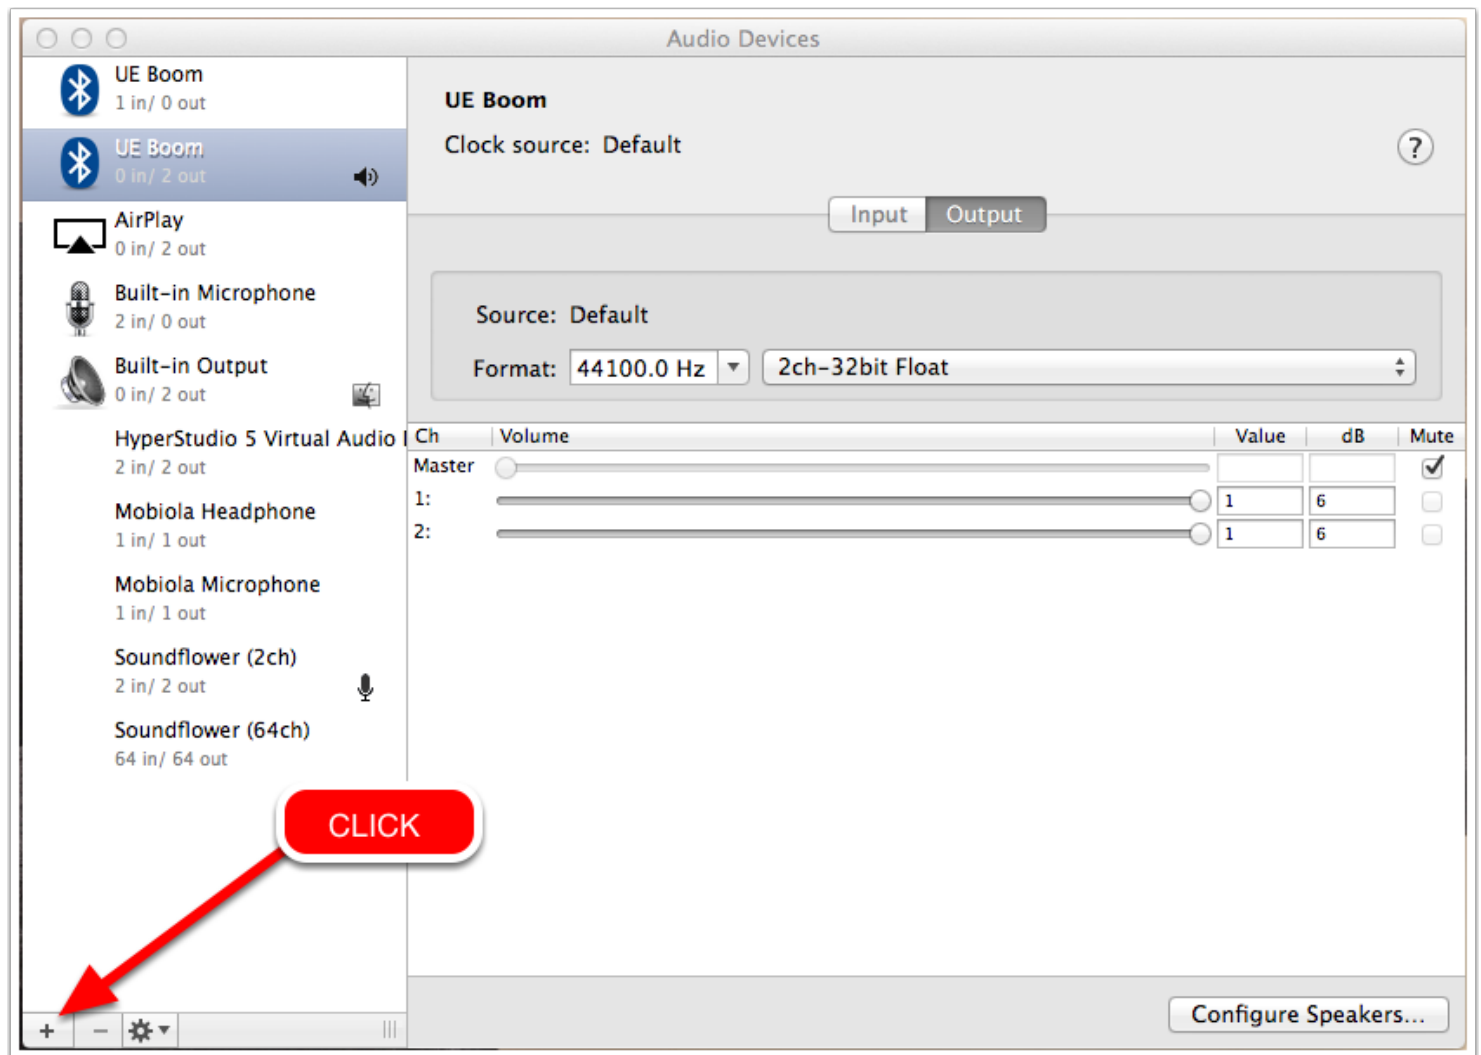 Audio Devices
UE Boom
1 in/ 0 out
UE Boom
0 in/ 2 out
AirPlay
0 in/ 2 out
Built-in Microphone
2 in/ 0 out
Built-in Output
0 in/ 2 out
HyperStudio 5 Virtual Audio
2 in/ 2 out
Mobiola Headphone
1 in/ 1 out
Mobiola Microphone
1 in/ 1 out
Soundflower (2ch)
2 in/ 2 out
Soundflower (64ch)
64 in/ 64 out
CLICK
+ −
UE Boom
Clock source: Default
?
Input Output
Source: Default
Format: 44100.0 Hz 2ch-32bit Float
Ch Volume Value dB Mute
Master
1: 1 6
2: 1 6
Configure Speakers...